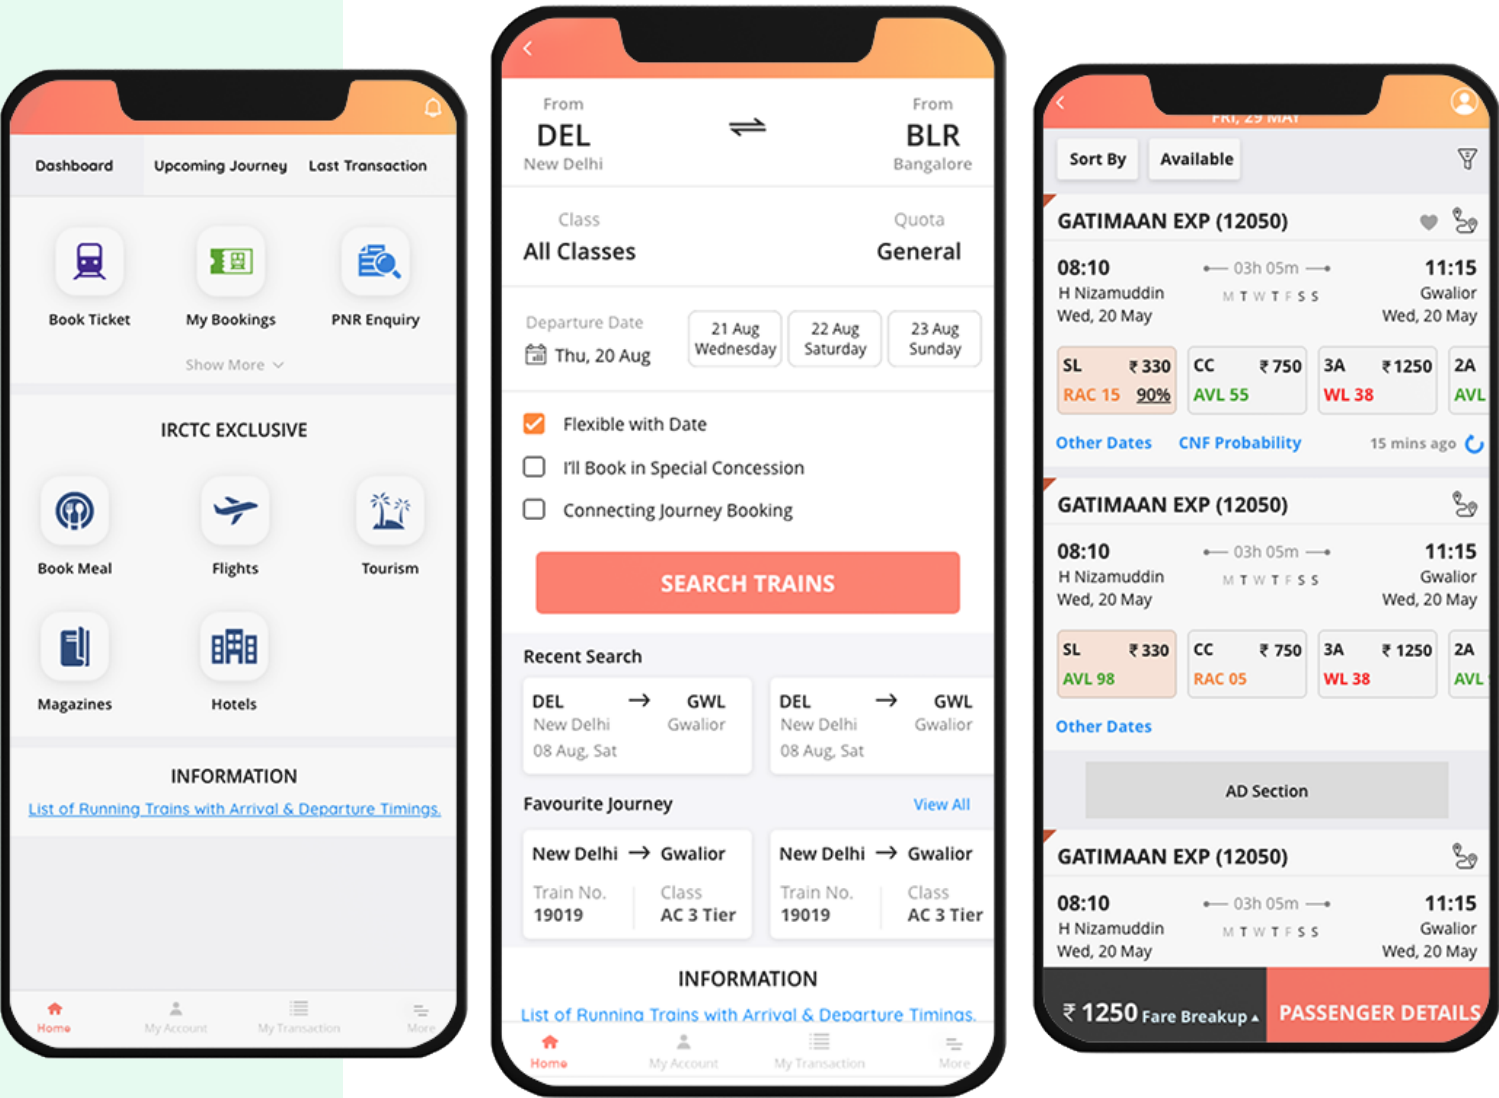 Dashboard
Upcoming Journey
Last Transaction
Book Ticket
My Bookings
PNR Enquiry
Show More
IRCTC EXCLUSIVE
Book Meal
Flights
Tourism
Magazines
Hotels
INFORMATION
List of Running Trains with Arrival & Departure Timings.
Home
My Account
My Transaction
More
From
From
DEL
BLR
New Delhi
Bangalore
Class
Quota
All Classes
General
Departure Date
Thu, 20 Aug
21 Aug
Wednesday
22 Aug
Saturday
23 Aug
Sunday
Flexible with Date
I'll Book in Special Concession
Connecting Journey Booking
SEARCH TRAINS
Recent Search
DEL → GWL
New Delhi Gwalior
08 Aug, Sat
DEL → GWL
New Delhi Gwalior
08 Aug, Sat
Favourite Journey
View All
New Delhi → Gwalior
Train No. Class
19019 AC 3 Tier
New Delhi → Gwalior
Train No. Class
19019 AC 3 Tier
INFORMATION
List of Running Trains with Arrival & Departure Timings.
Home
My Account
My Transaction
More
FRI, 29 MAY
Sort By
Available
GATIMAAN EXP (12050)
08:10 03h 05m 11:15
H Nizamuddin M T W T F S S Gwalior
Wed, 20 May Wed, 20 May
SL ₹ 330
RAC 15 90%
CC ₹ 750
AVL 55
3A ₹ 1250
WL 38
2A
AVL
Other Dates
CNF Probability
15 mins ago
GATIMAAN EXP (12050)
08:10 03h 05m 11:15
H Nizamuddin M T W T F S S Gwalior
Wed, 20 May Wed, 20 May
SL ₹ 330
AVL 98
CC ₹ 750
RAC 05
3A ₹ 1250
WL 38
2A
AVL
Other Dates
AD Section
GATIMAAN EXP (12050)
08:10 03h 05m 11:15
H Nizamuddin M T W T F S S Gwalior
Wed, 20 May Wed, 20 May
₹ 1250 Fare Breakup
PASSENGER DETAILS